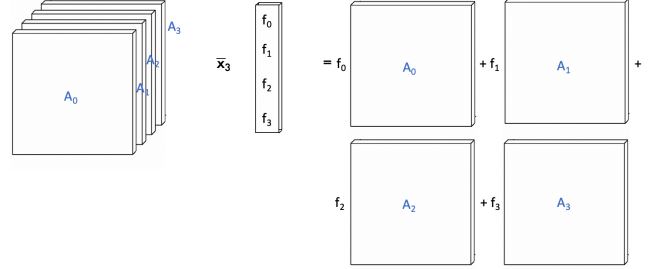 A₃
A₂
A₁
A₀
x̅₃
f₀
f₁
f₂
f₃
= f₀ A₀ + f₁ A₁ +
f₂ A₂ + f₃ A₃